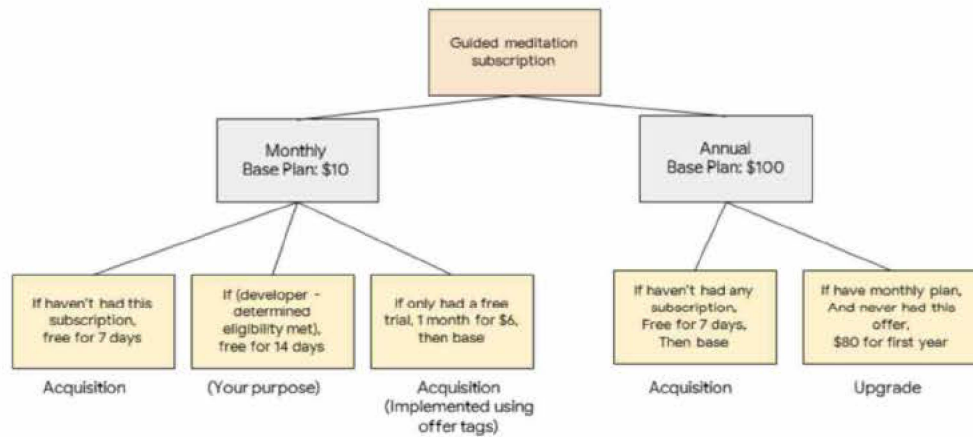 Guided meditation
subscription
Monthly
Base Plan: $10
Annual
Base Plan: $100
If haven't had this
subscription,
free for 7 days
If (developer -
determined
eligibility met),
free for 14 days
If only had a free
trial, 1 month for $6,
then base
If haven't had any
subscription,
Free for 7 days,
Then base
If have monthly plan,
And never had this
offer,
$80 for first year
Acquisition
(Your purpose)
Acquisition
(Implemented using
offer tags)
Acquisition
Upgrade